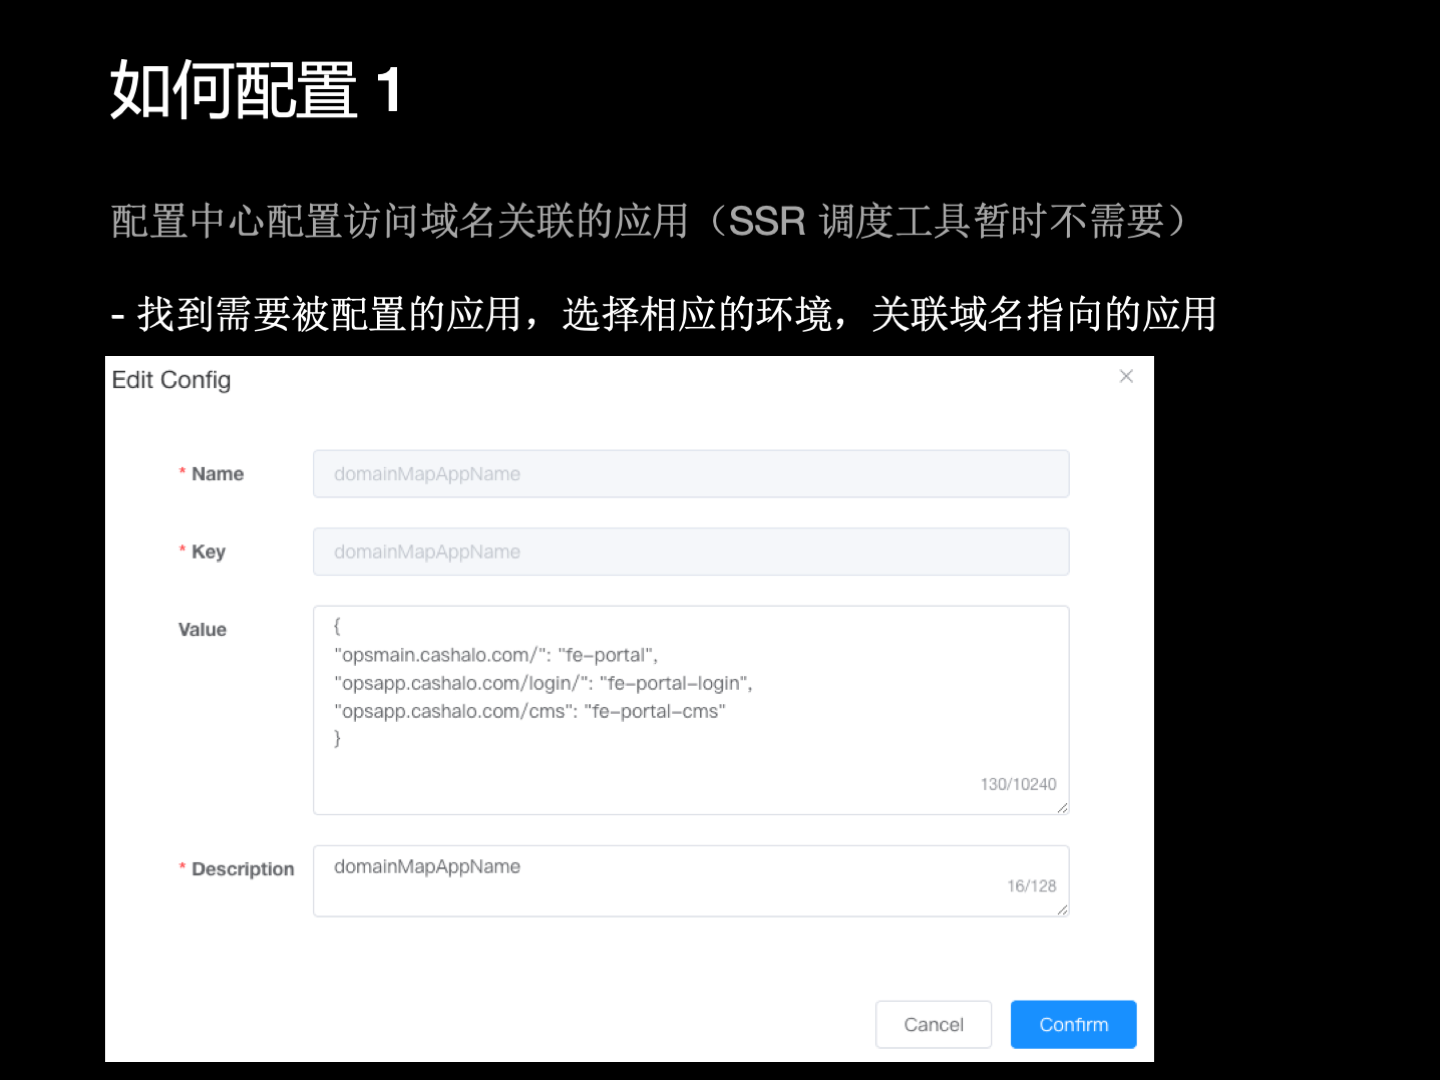 如何配置 1
配置中心配置访问域名关联的应用（SSR 调度工具暂时不需要）
- 找到需要被配置的应用，选择相应的环境，关联域名指向的应用
Edit Config
* Name
domainMapAppName
* Key
domainMapAppName
Value
{
"opsmain.cashalo.com/": "fe-portal",
"opsapp.cashalo.com/login/": "fe-portal-login",
"opsapp.cashalo.com/cms": "fe-portal-cms"
}
130/10240
* Description
domainMapAppName
16/128
Cancel
Confirm